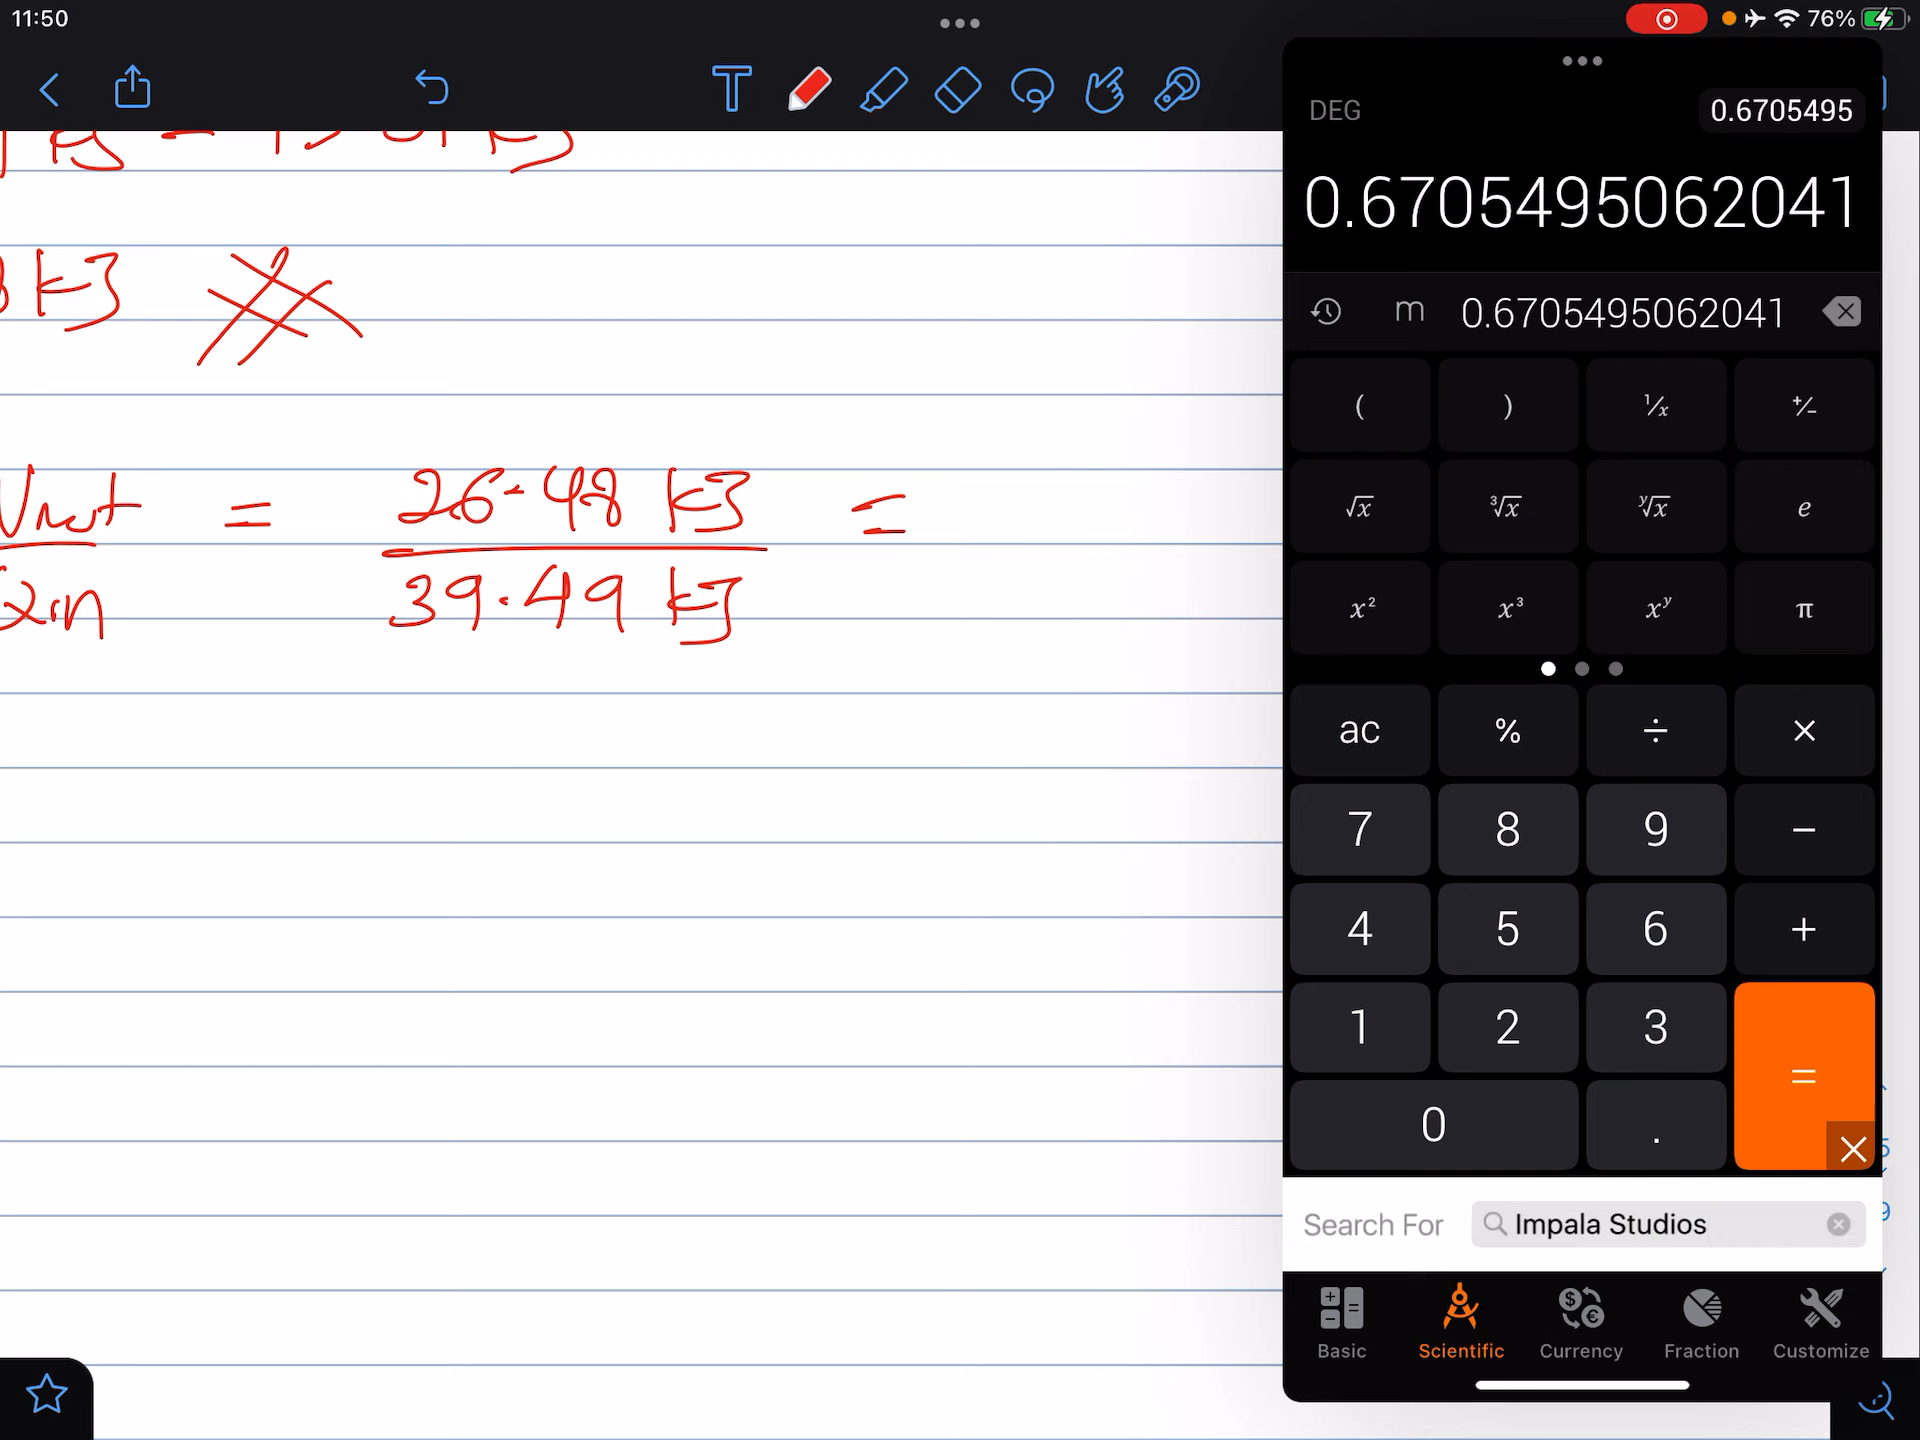 11:50
76%
DEG
0.6705495
0.6705495062041
m 0.6705495062041
kJ
Wnet = 26.48 kJ =
Qin 39.49 kJ
( ) 1/x +/-
√x ³√x ʸ√x e
x² x³ xʸ π
ac % ÷ ×
7 8 9 −
4 5 6 +
1 2 3 =
0 .
Search For Impala Studios
Basic Scientific Currency Fraction Customize